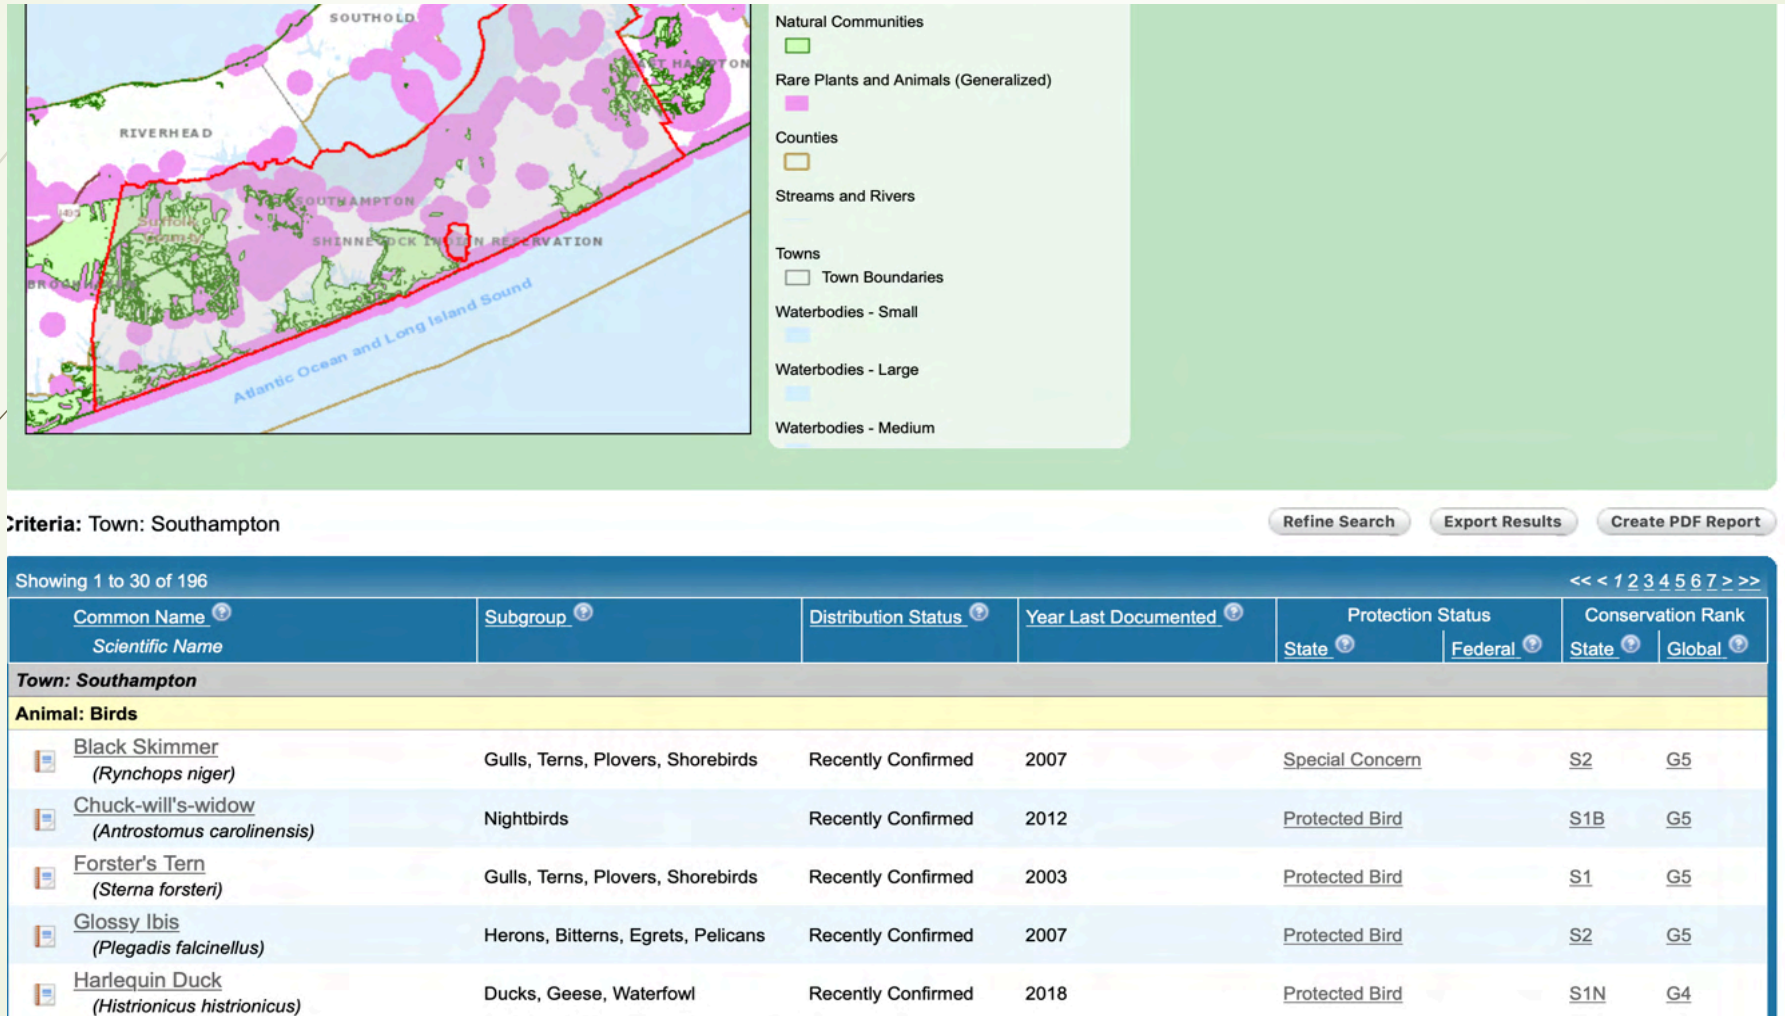 SOUTHOLD
EAST HAMPTON
RIVERHEAD
495
Suffolk
County
SOUTHAMPTON
SHINNECOCK INDIAN RESERVATION
BROOKHAVEN
Atlantic Ocean and Long Island Sound
Natural Communities
Rare Plants and Animals (Generalized)
Counties
Streams and Rivers
Towns
Town Boundaries
Waterbodies - Small
Waterbodies - Large
Waterbodies - Medium
Criteria: Town: Southampton
Refine Search Export Results Create PDF Report
Showing 1 to 30 of 196 << < 1 2 3 4 5 6 7 > >>
Common Name Subgroup Distribution Status Year Last Documented Protection Status Conservation Rank
Scientific Name State Federal State Global
Town: Southampton
Animal: Birds
Black Skimmer
(Rynchops niger) Gulls, Terns, Plovers, Shorebirds Recently Confirmed 2007 Special Concern S2 G5
Chuck-will's-widow
(Antrostomus carolinensis) Nightbirds Recently Confirmed 2012 Protected Bird S1B G5
Forster's Tern
(Sterna forsteri) Gulls, Terns, Plovers, Shorebirds Recently Confirmed 2003 Protected Bird S1 G5
Glossy Ibis
(Plegadis falcinellus) Herons, Bitterns, Egrets, Pelicans Recently Confirmed 2007 Protected Bird S2 G5
Harlequin Duck
(Histrionicus histrionicus) Ducks, Geese, Waterfowl Recently Confirmed 2018 Protected Bird S1N G4